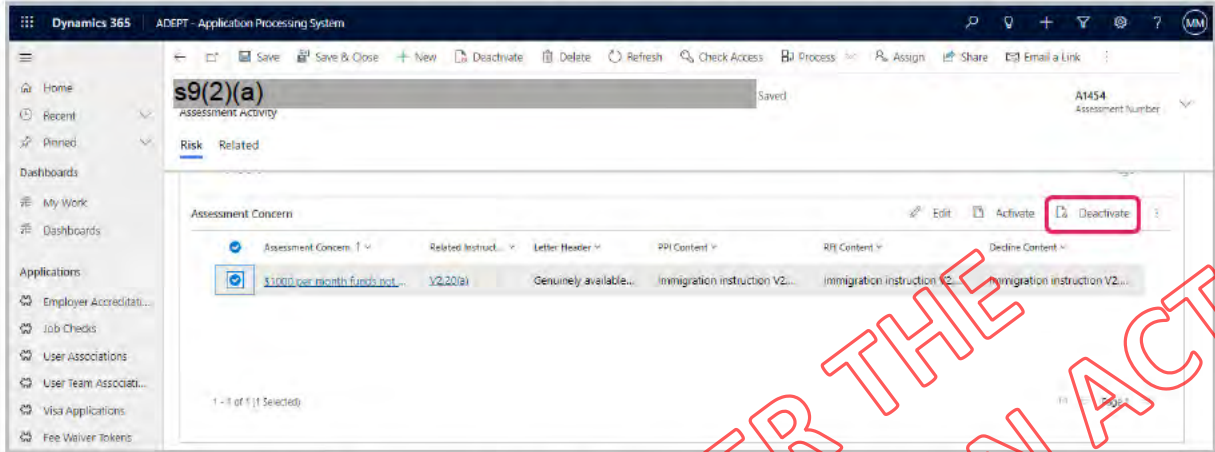 Dynamics 365 ADEPT - Application Processing System ? MM
Save Save & Close + New Deactivate Delete Refresh Check Access Process Assign Share Email a Link
Home
s9(2)(a) Saved A1454
Recent Assessment Activity Assessment Number
Pinned Risk Related
Dashboards
My Work Assessment Concern Edit Activate Deactivate
Dashboards
Assessment Concern ↑ Related Instruct... Letter Header PPI Content RFI Content Decline Content
Applications $1000 per month funds not ... V2.20(a) Genuinely available... Immigration instruction V2... Immigration instruction V2... Immigration instruction V2....
Employer Accreditati...
Job Checks
User Associations
User Team Associati...
Visa Applications 1 - 1 of 1 (1 Selected) Page 1
Fee Waiver Tokens
ER THE
N ACT